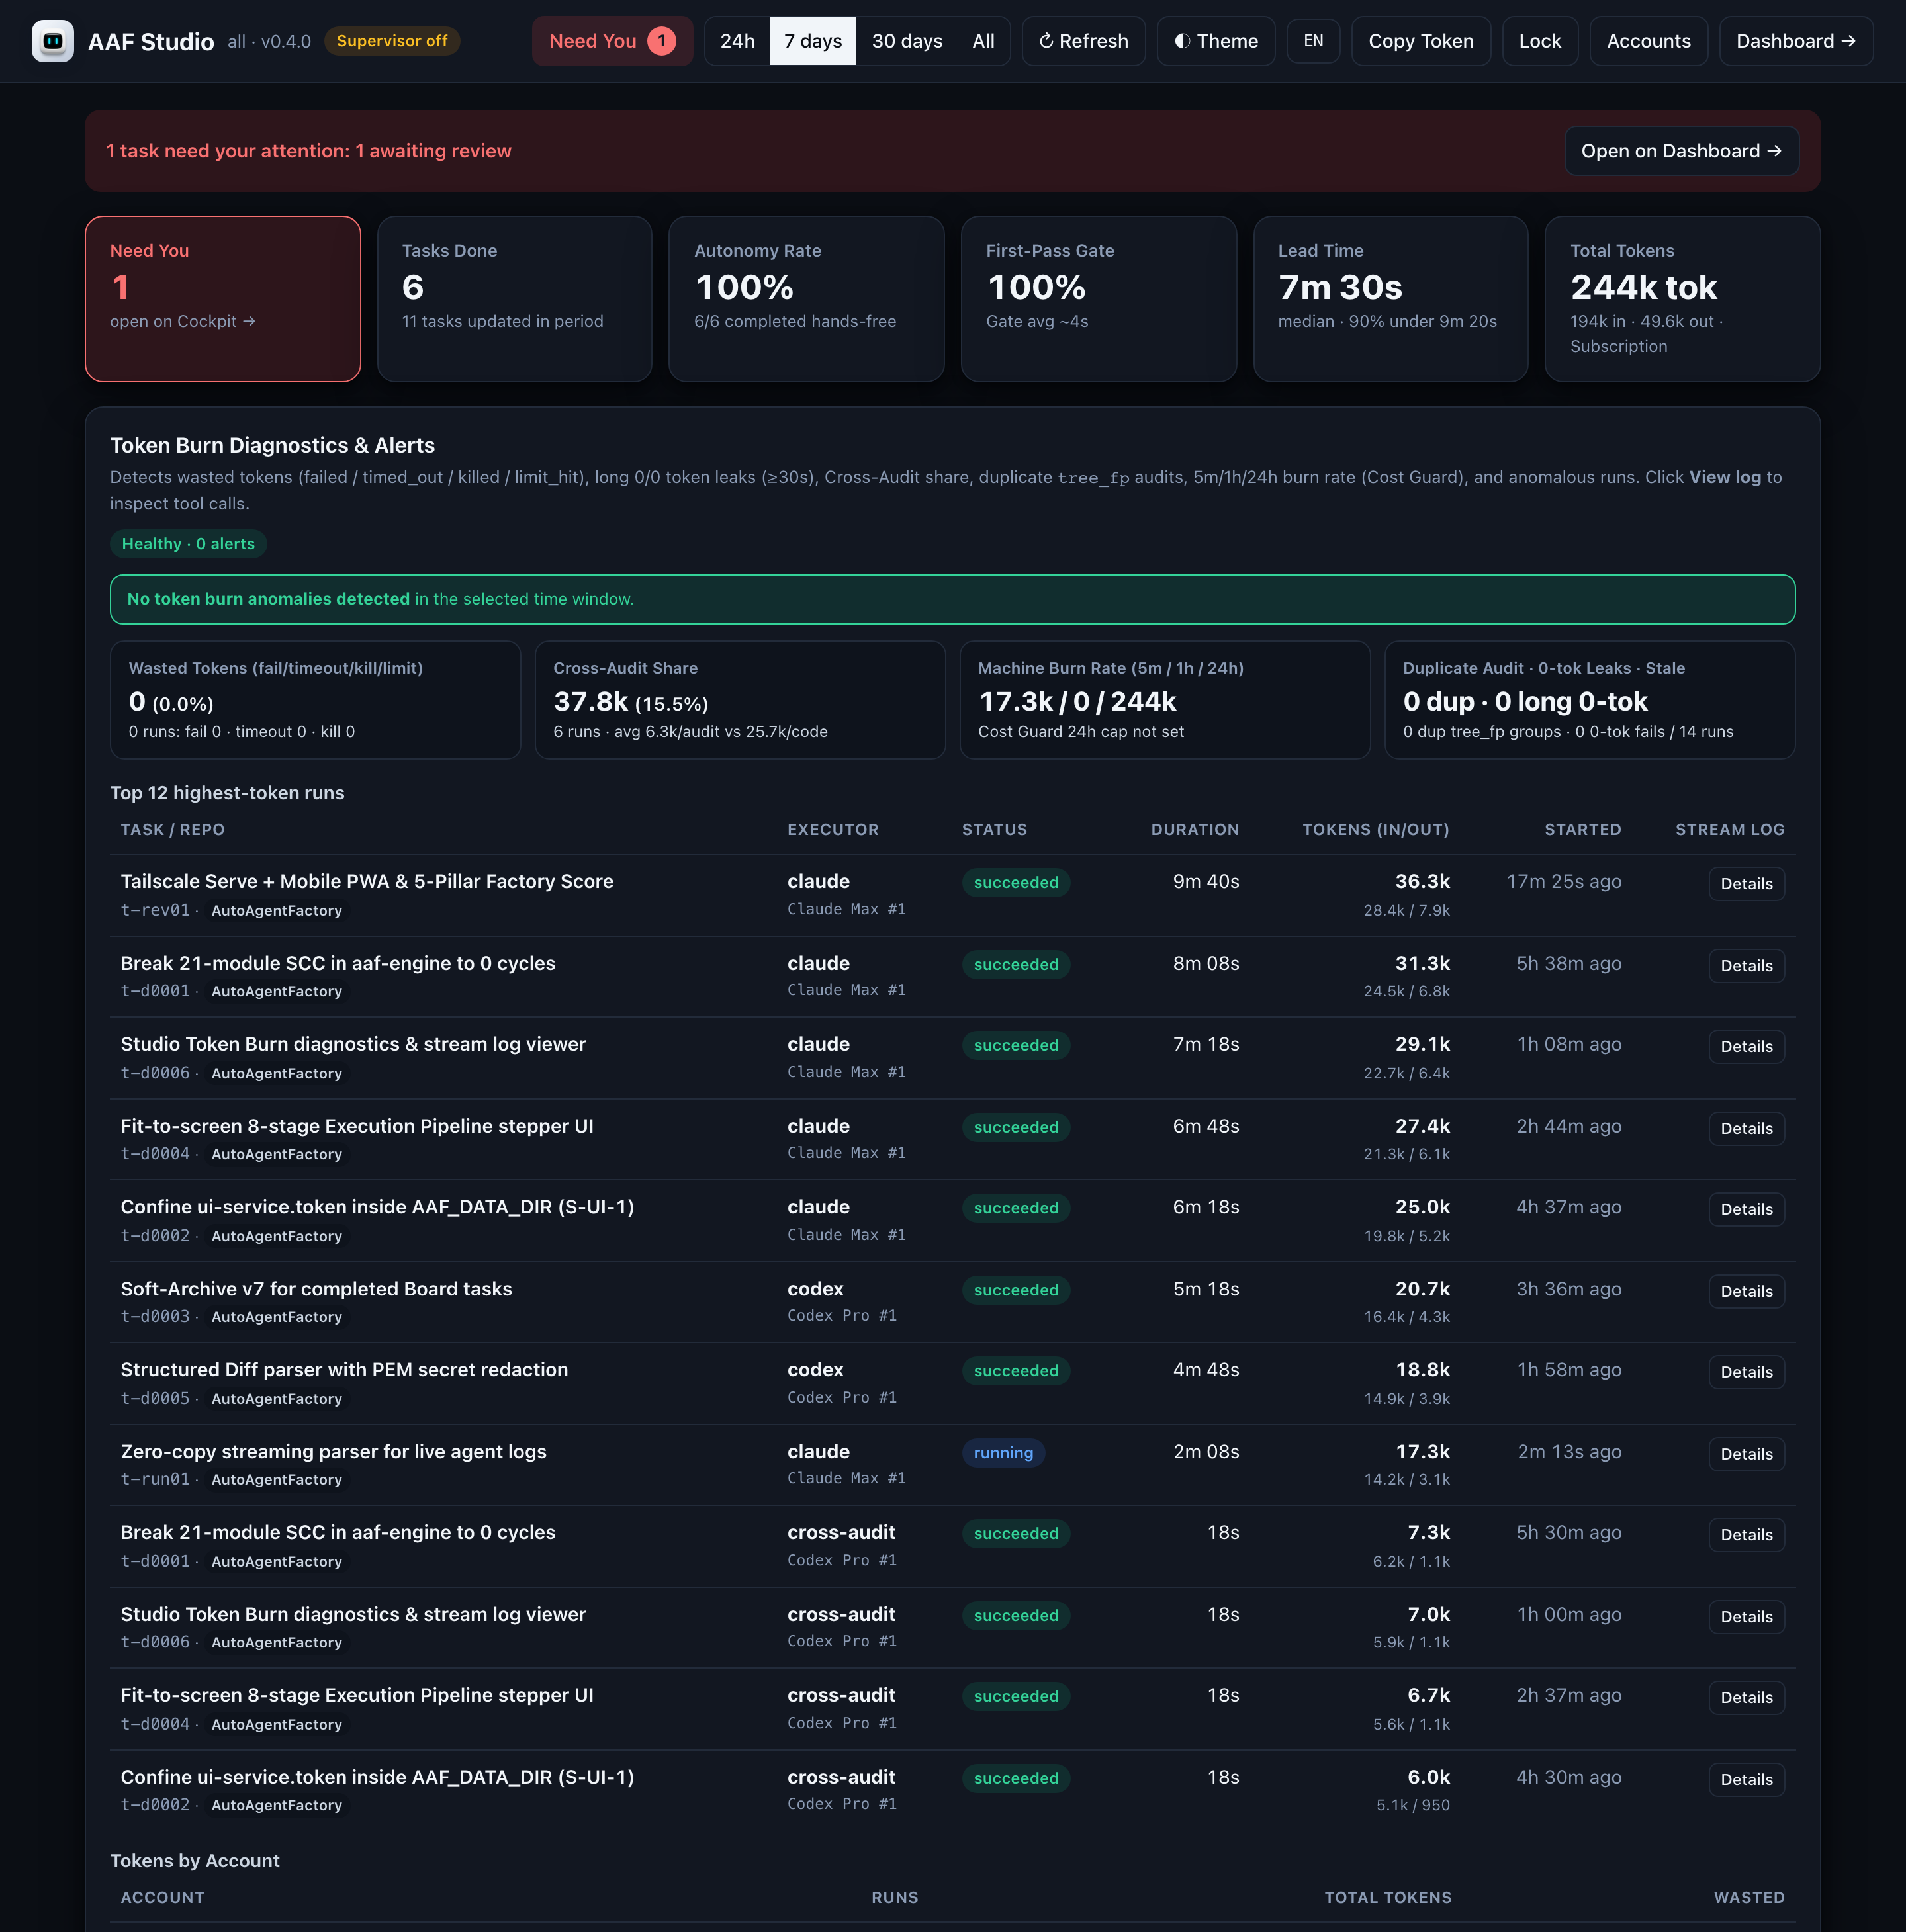 AAF Studio all · v0.4.0 Supervisor off Need You 1 24h 7 days 30 days All ↻ Refresh ◐ Theme EN Copy Token Lock Accounts Dashboard →
1 task need your attention: 1 awaiting review Open on Dashboard →
Need You
1
open on Cockpit →
Tasks Done
6
11 tasks updated in period
Autonomy Rate
100%
6/6 completed hands-free
First-Pass Gate
100%
Gate avg ~4s
Lead Time
7m 30s
median · 90% under 9m 20s
Total Tokens
244k tok
194k in · 49.6k out ·
Subscription
Token Burn Diagnostics & Alerts
Detects wasted tokens (failed / timed_out / killed / limit_hit), long 0/0 token leaks (≥30s), Cross-Audit share, duplicate tree_fp audits, 5m/1h/24h burn rate (Cost Guard), and anomalous runs. Click View log to
inspect tool calls.
Healthy · 0 alerts
No token burn anomalies detected in the selected time window.
Wasted Tokens (fail/timeout/kill/limit)
0 (0.0%)
0 runs: fail 0 · timeout 0 · kill 0
Cross-Audit Share
37.8k (15.5%)
6 runs · avg 6.3k/audit vs 25.7k/code
Machine Burn Rate (5m / 1h / 24h)
17.3k / 0 / 244k
Cost Guard 24h cap not set
Duplicate Audit · 0-tok Leaks · Stale
0 dup · 0 long 0-tok
0 dup tree_fp groups · 0 0-tok fails / 14 runs
Top 12 highest-token runs
TASK / REPO EXECUTOR STATUS DURATION TOKENS (IN/OUT) STARTED STREAM LOG
Tailscale Serve + Mobile PWA & 5-Pillar Factory Score claude succeeded 9m 40s 36.3k 17m 25s ago Details
t-rev01 · AutoAgentFactory Claude Max #1 28.4k / 7.9k
Break 21-module SCC in aaf-engine to 0 cycles claude succeeded 8m 08s 31.3k 5h 38m ago Details
t-d0001 · AutoAgentFactory Claude Max #1 24.5k / 6.8k
Studio Token Burn diagnostics & stream log viewer claude succeeded 7m 18s 29.1k 1h 08m ago Details
t-d0006 · AutoAgentFactory Claude Max #1 22.7k / 6.4k
Fit-to-screen 8-stage Execution Pipeline stepper UI claude succeeded 6m 48s 27.4k 2h 44m ago Details
t-d0004 · AutoAgentFactory Claude Max #1 21.3k / 6.1k
Confine ui-service.token inside AAF_DATA_DIR (S-UI-1) claude succeeded 6m 18s 25.0k 4h 37m ago Details
t-d0002 · AutoAgentFactory Claude Max #1 19.8k / 5.2k
Soft-Archive v7 for completed Board tasks codex succeeded 5m 18s 20.7k 3h 36m ago Details
t-d0003 · AutoAgentFactory Codex Pro #1 16.4k / 4.3k
Structured Diff parser with PEM secret redaction codex succeeded 4m 48s 18.8k 1h 58m ago Details
t-d0005 · AutoAgentFactory Codex Pro #1 14.9k / 3.9k
Zero-copy streaming parser for live agent logs claude running 2m 08s 17.3k 2m 13s ago Details
t-run01 · AutoAgentFactory Claude Max #1 14.2k / 3.1k
Break 21-module SCC in aaf-engine to 0 cycles cross-audit succeeded 18s 7.3k 5h 30m ago Details
t-d0001 · AutoAgentFactory Codex Pro #1 6.2k / 1.1k
Studio Token Burn diagnostics & stream log viewer cross-audit succeeded 18s 7.0k 1h 00m ago Details
t-d0006 · AutoAgentFactory Codex Pro #1 5.9k / 1.1k
Fit-to-screen 8-stage Execution Pipeline stepper UI cross-audit succeeded 18s 6.7k 2h 37m ago Details
t-d0004 · AutoAgentFactory Codex Pro #1 5.6k / 1.1k
Confine ui-service.token inside AAF_DATA_DIR (S-UI-1) cross-audit succeeded 18s 6.0k 4h 30m ago Details
t-d0002 · AutoAgentFactory Codex Pro #1 5.1k / 950
Tokens by Account
ACCOUNT RUNS TOTAL TOKENS WASTED